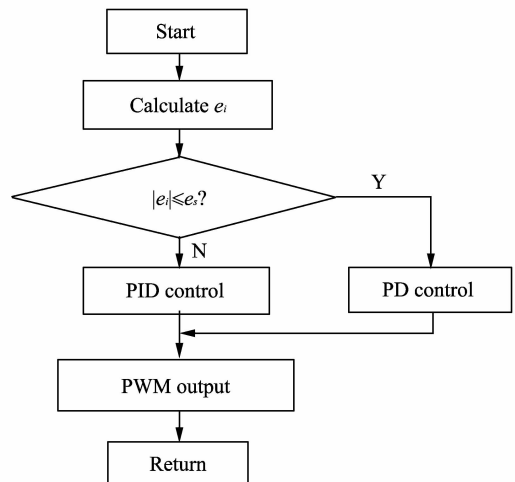 Start
Calculate eᵢ
|eᵢ|≤eₛ?
Y
N
PID control
PD control
PWM output
Return